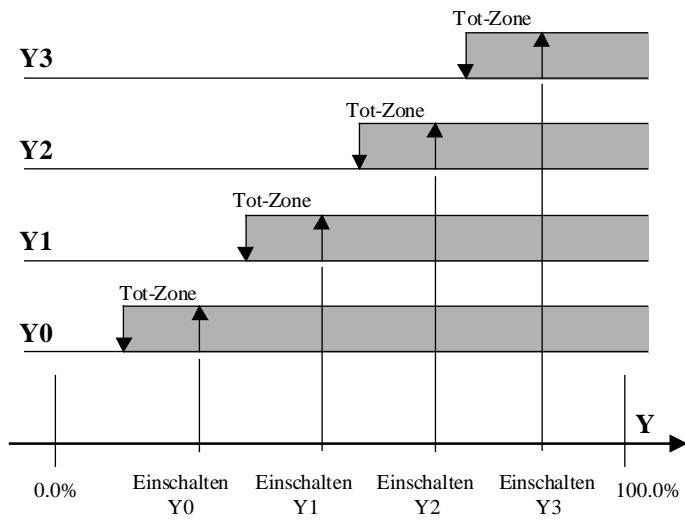 Tot-Zone
Y3
Tot-Zone
Y2
Tot-Zone
Y1
Tot-Zone
Y0
Y
0.0%
Einschalten
Y0
Einschalten
Y1
Einschalten
Y2
Einschalten
Y3
100.0%